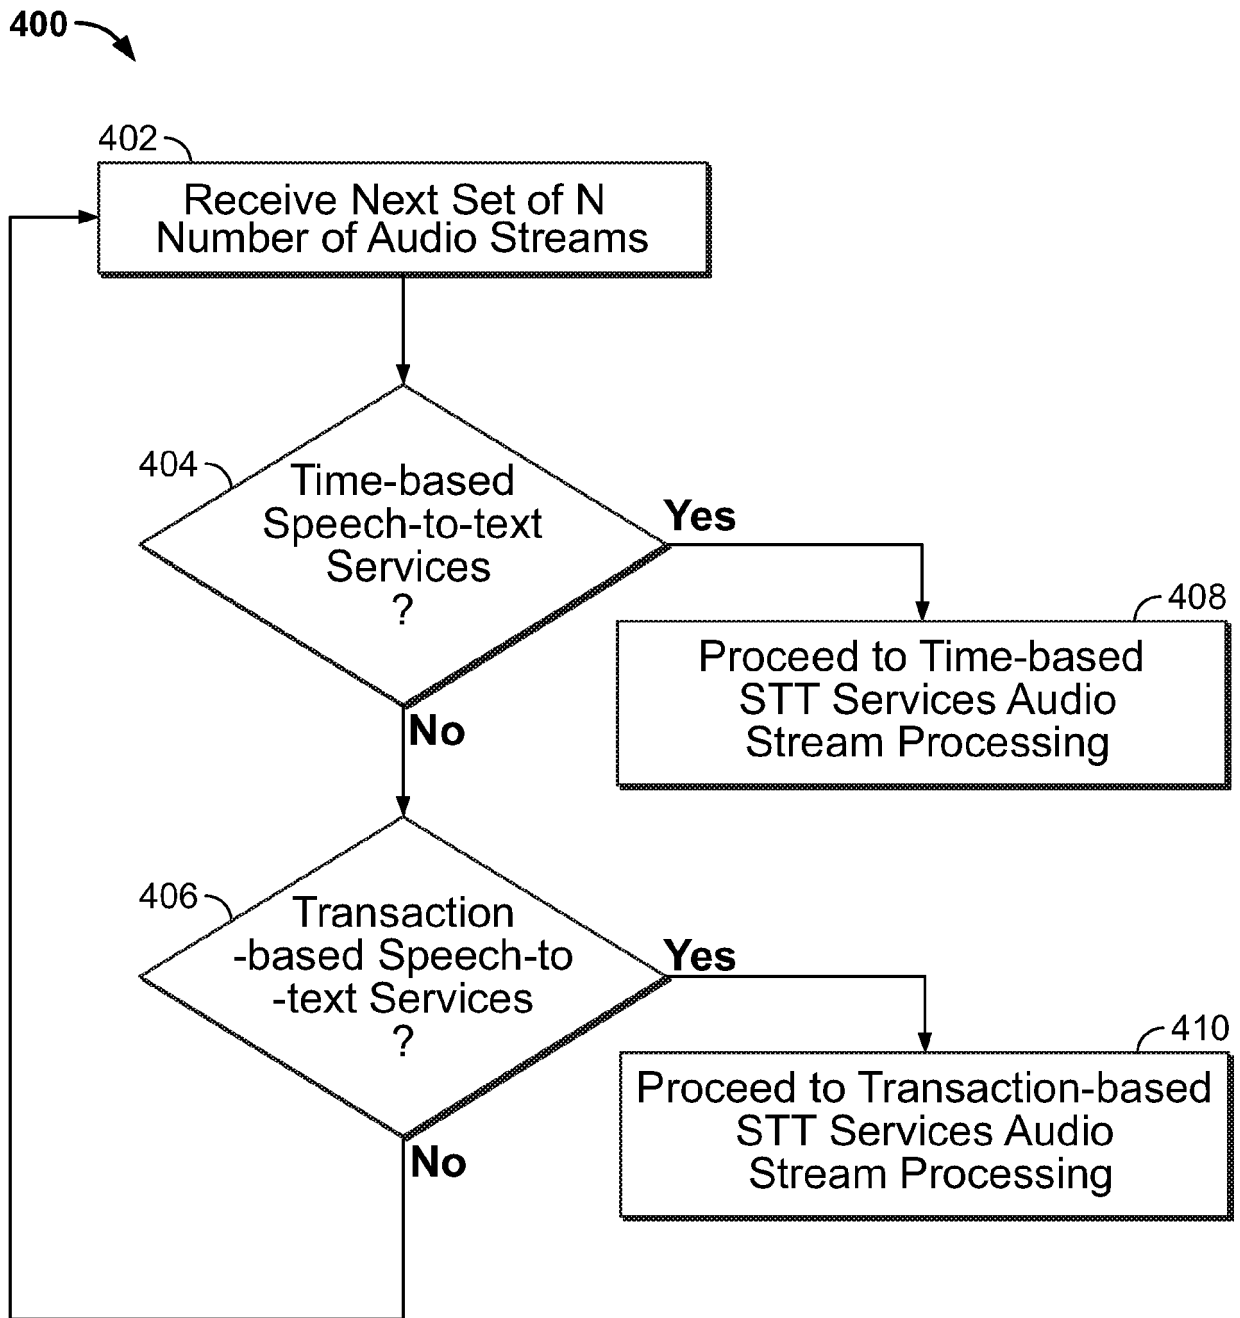 400
402
Receive Next Set of N
Number of Audio Streams
404
Time-based
Speech-to-text
Services
?
Yes
408
Proceed to Time-based
STT Services Audio
Stream Processing
No
406
Transaction
-based Speech-to
-text Services
?
Yes
410
Proceed to Transaction-based
STT Services Audio
Stream Processing
No